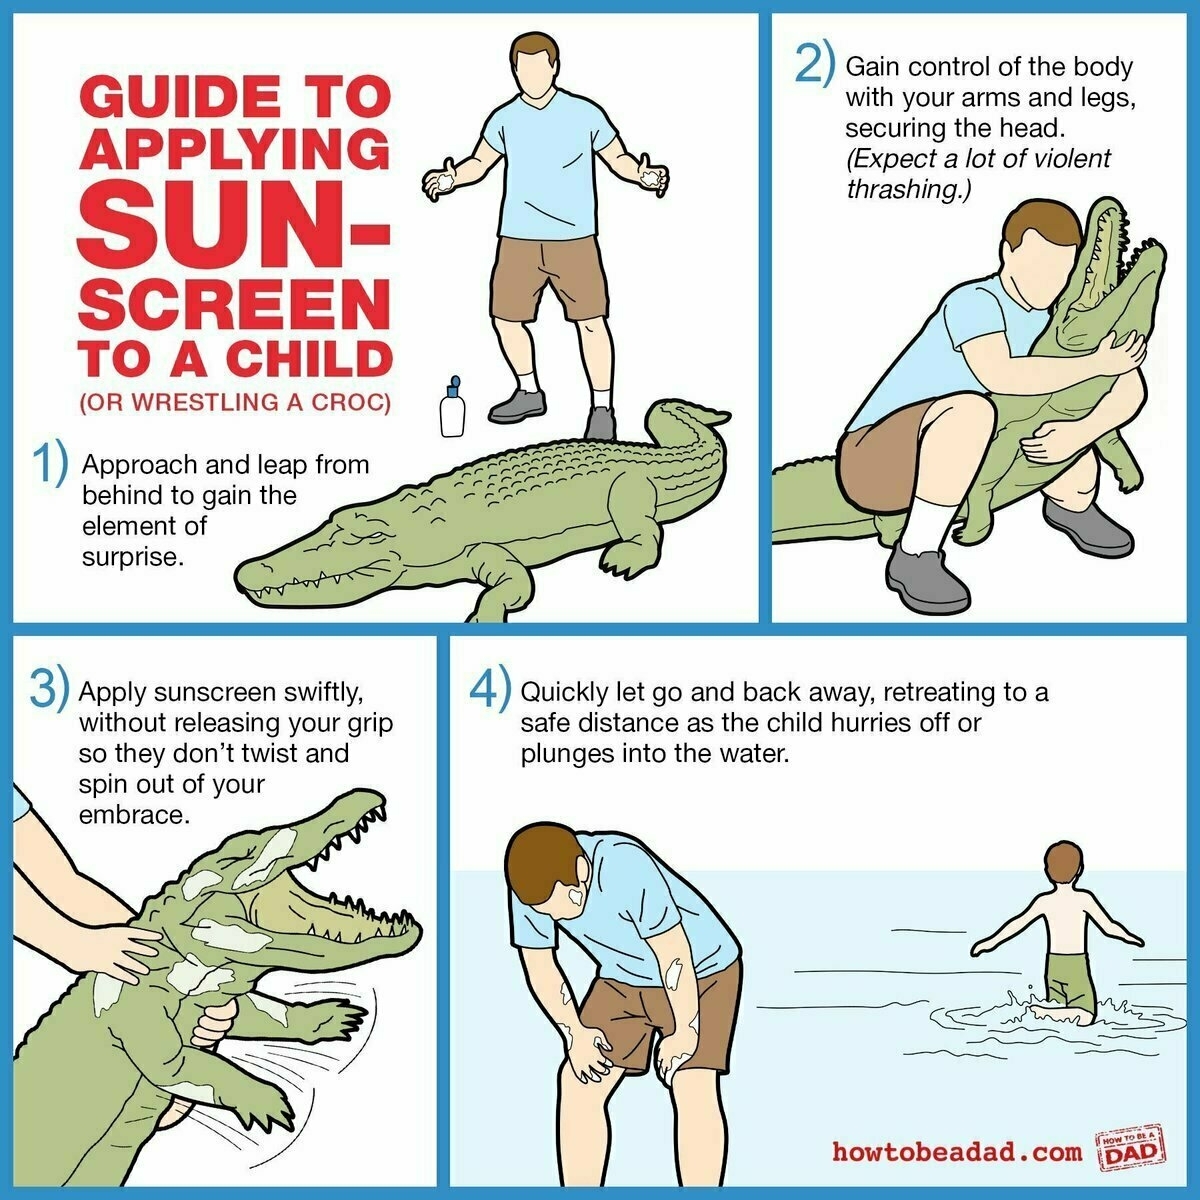 GUIDE TO
APPLYING
SUN-
SCREEN
TO A CHILD
(OR WRESTLING A CROC)
1) Approach and leap from
behind to gain the
element of
surprise.
2) Gain control of the body
with your arms and legs,
securing the head.
(Expect a lot of violent
thrashing.)
3) Apply sunscreen swiftly,
without releasing your grip
so they don't twist and
spin out of your
embrace.
4) Quickly let go and back away, retreating to a
safe distance as the child hurries off or
plunges into the water.
howtobeadad.com
HOW TO BE A
DAD